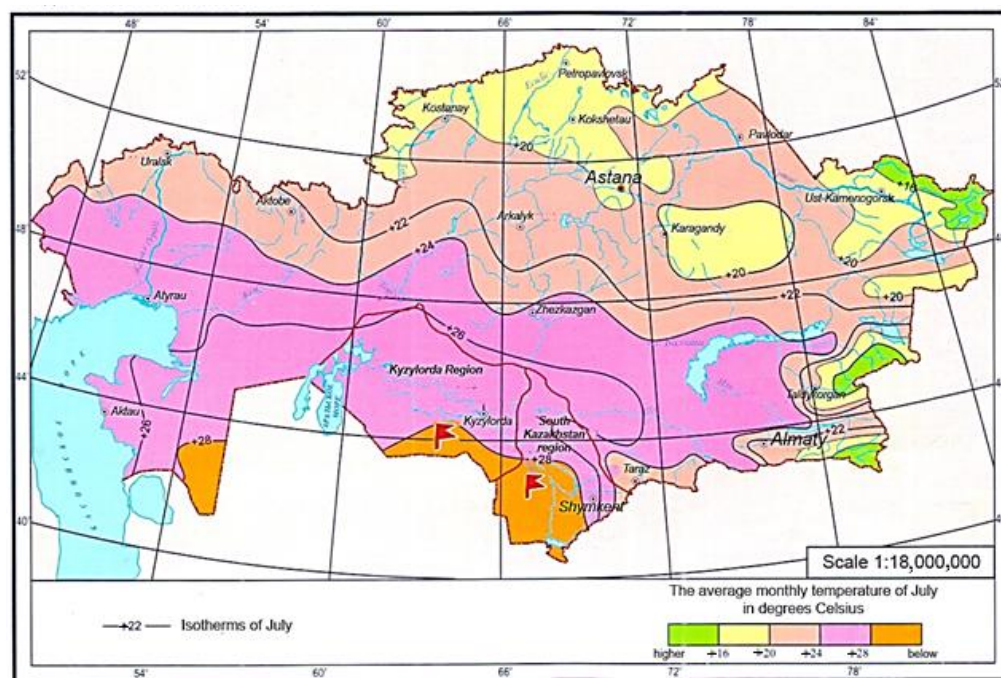 48'
54'
60'
66'
72'
78'
84'
52'
52
Petropavlovsk
Kostanay
Kokshetau
+20
Pavlodar
Uralsk
Astana
+16
Aktobe
Ust-Kamenogorsk
48'
+22
Arkalyk
Karagandy
+24
+20
+20
+22
+20
Atyrau
Zhezkazgan
+26
44'
Kyzylorda Region
Taldykorgan
Aktau
+26
Kyzylorda
South
Kazakhstan
region
+22
Almaty
+28
+28
Taraz
Shymkent
40'
Scale 1:18,000,000
The average monthly temperature of July
in degrees Celsius
+22
Isotherms of July
higher
+16
+20
+24
+28
below
54'
60'
66'
72'
78'